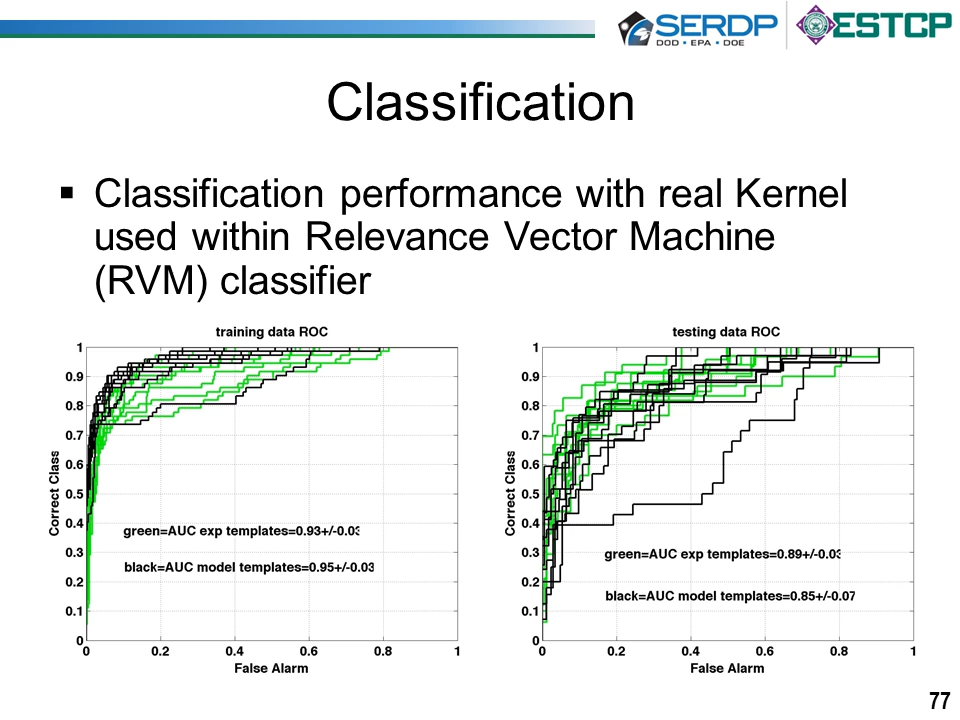 SERDP
DOD • EPA • DOE
ESTCP
Classification
▪ Classification performance with real Kernel
used within Relevance Vector Machine
(RVM) classifier
training data ROC
1
0.9
0.8
0.7
0.6
0.5
0.4
0.3
0.2
0.1
0
Correct Class
green=AUC exp templates=0.93+/-0.03
black=AUC model templates=0.95+/-0.03
0 0.2 0.4 0.6 0.8 1
False Alarm
testing data ROC
1
0.9
0.8
0.7
0.6
0.5
0.4
0.3
0.2
0.1
0
Correct Class
green=AUC exp templates=0.89+/-0.03
black=AUC model templates=0.85+/-0.07
0 0.2 0.4 0.6 0.8 1
False Alarm
77